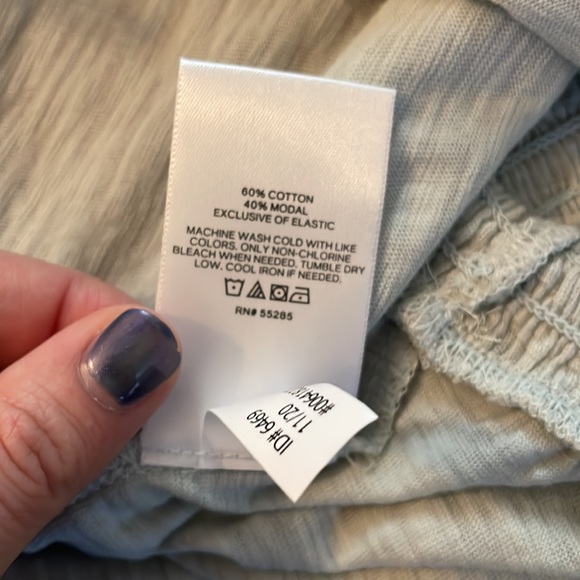 60% COTTON
40% MODAL
EXCLUSIVE OF ELASTIC
MACHINE WASH COLD WITH LIKE
COLORS. ONLY NON-CHLORINE
BLEACH WHEN NEEDED. TUMBLE DRY
LOW. COOL IRON IF NEEDED.
RN# 55285
ID# 6469
11/20